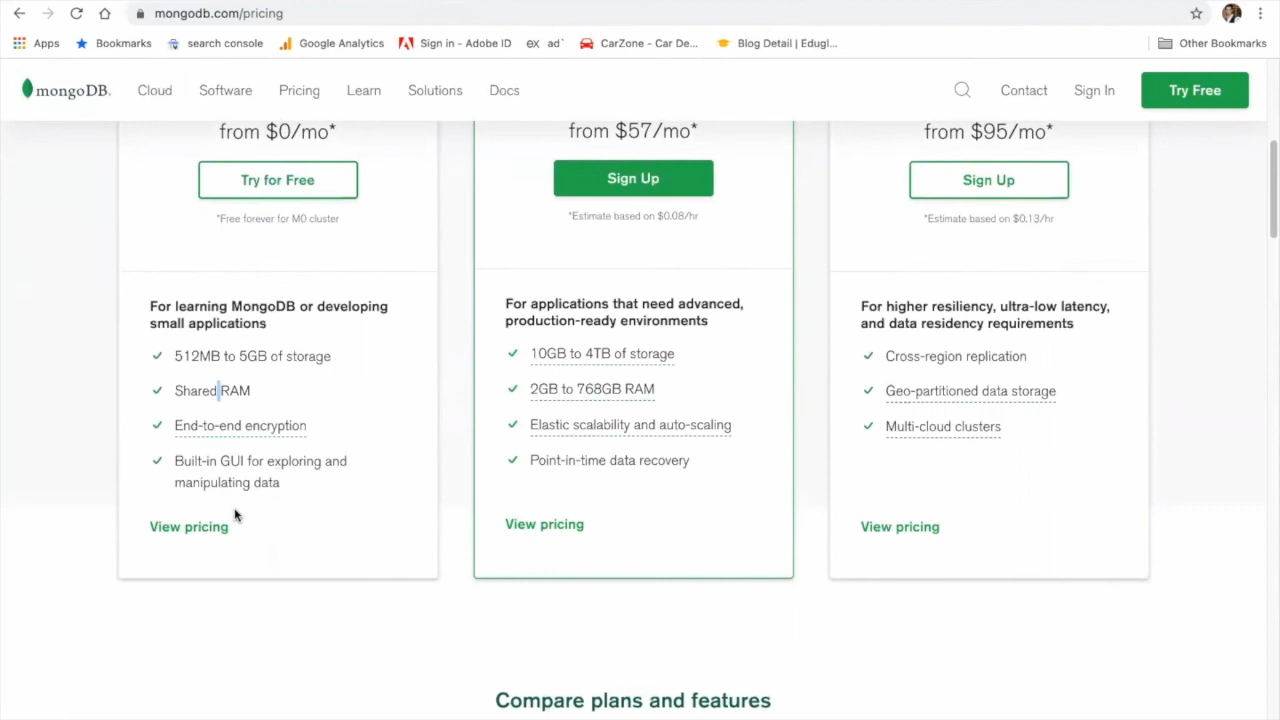 mongodb.com/pricing
Apps
Bookmarks
search console
Google Analytics
Sign in - Adobe ID
ex ad`
CarZone - Car De...
Blog Detail | Edugl...
Other Bookmarks
mongoDB.
Cloud
Software
Pricing
Learn
Solutions
Docs
Contact
Sign In
Try Free
from $0/mo*
Try for Free
*Free forever for M0 cluster
For learning MongoDB or developing
small applications
512MB to 5GB of storage
Shared RAM
End-to-end encryption
Built-in GUI for exploring and
manipulating data
View pricing
from $57/mo*
Sign Up
*Estimate based on $0.08/hr
For applications that need advanced,
production-ready environments
10GB to 4TB of storage
2GB to 768GB RAM
Elastic scalability and auto-scaling
Point-in-time data recovery
View pricing
from $95/mo*
Sign Up
*Estimate based on $0.13/hr
For higher resiliency, ultra-low latency,
and data residency requirements
Cross-region replication
Geo-partitioned data storage
Multi-cloud clusters
View pricing
Compare plans and features